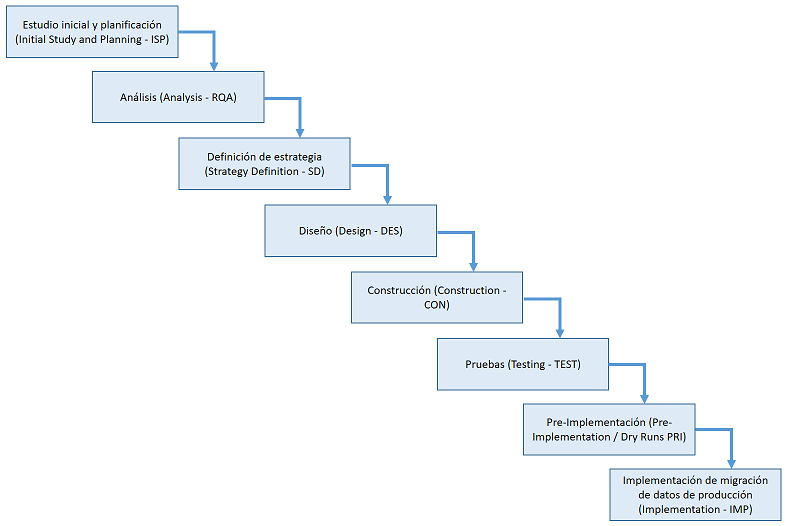 Estudio inicial y planificación
(Initial Study and Planning - ISP)
Análisis (Analysis - RQA)
Definición de estrategia
(Strategy Definition - SD)
Diseño (Design - DES)
Construcción (Construction -
CON)
Pruebas (Testing - TEST)
Pre-Implementación (Pre-
Implementation / Dry Runs PRI)
Implementación de migración
de datos de producción
(Implementation - IMP)